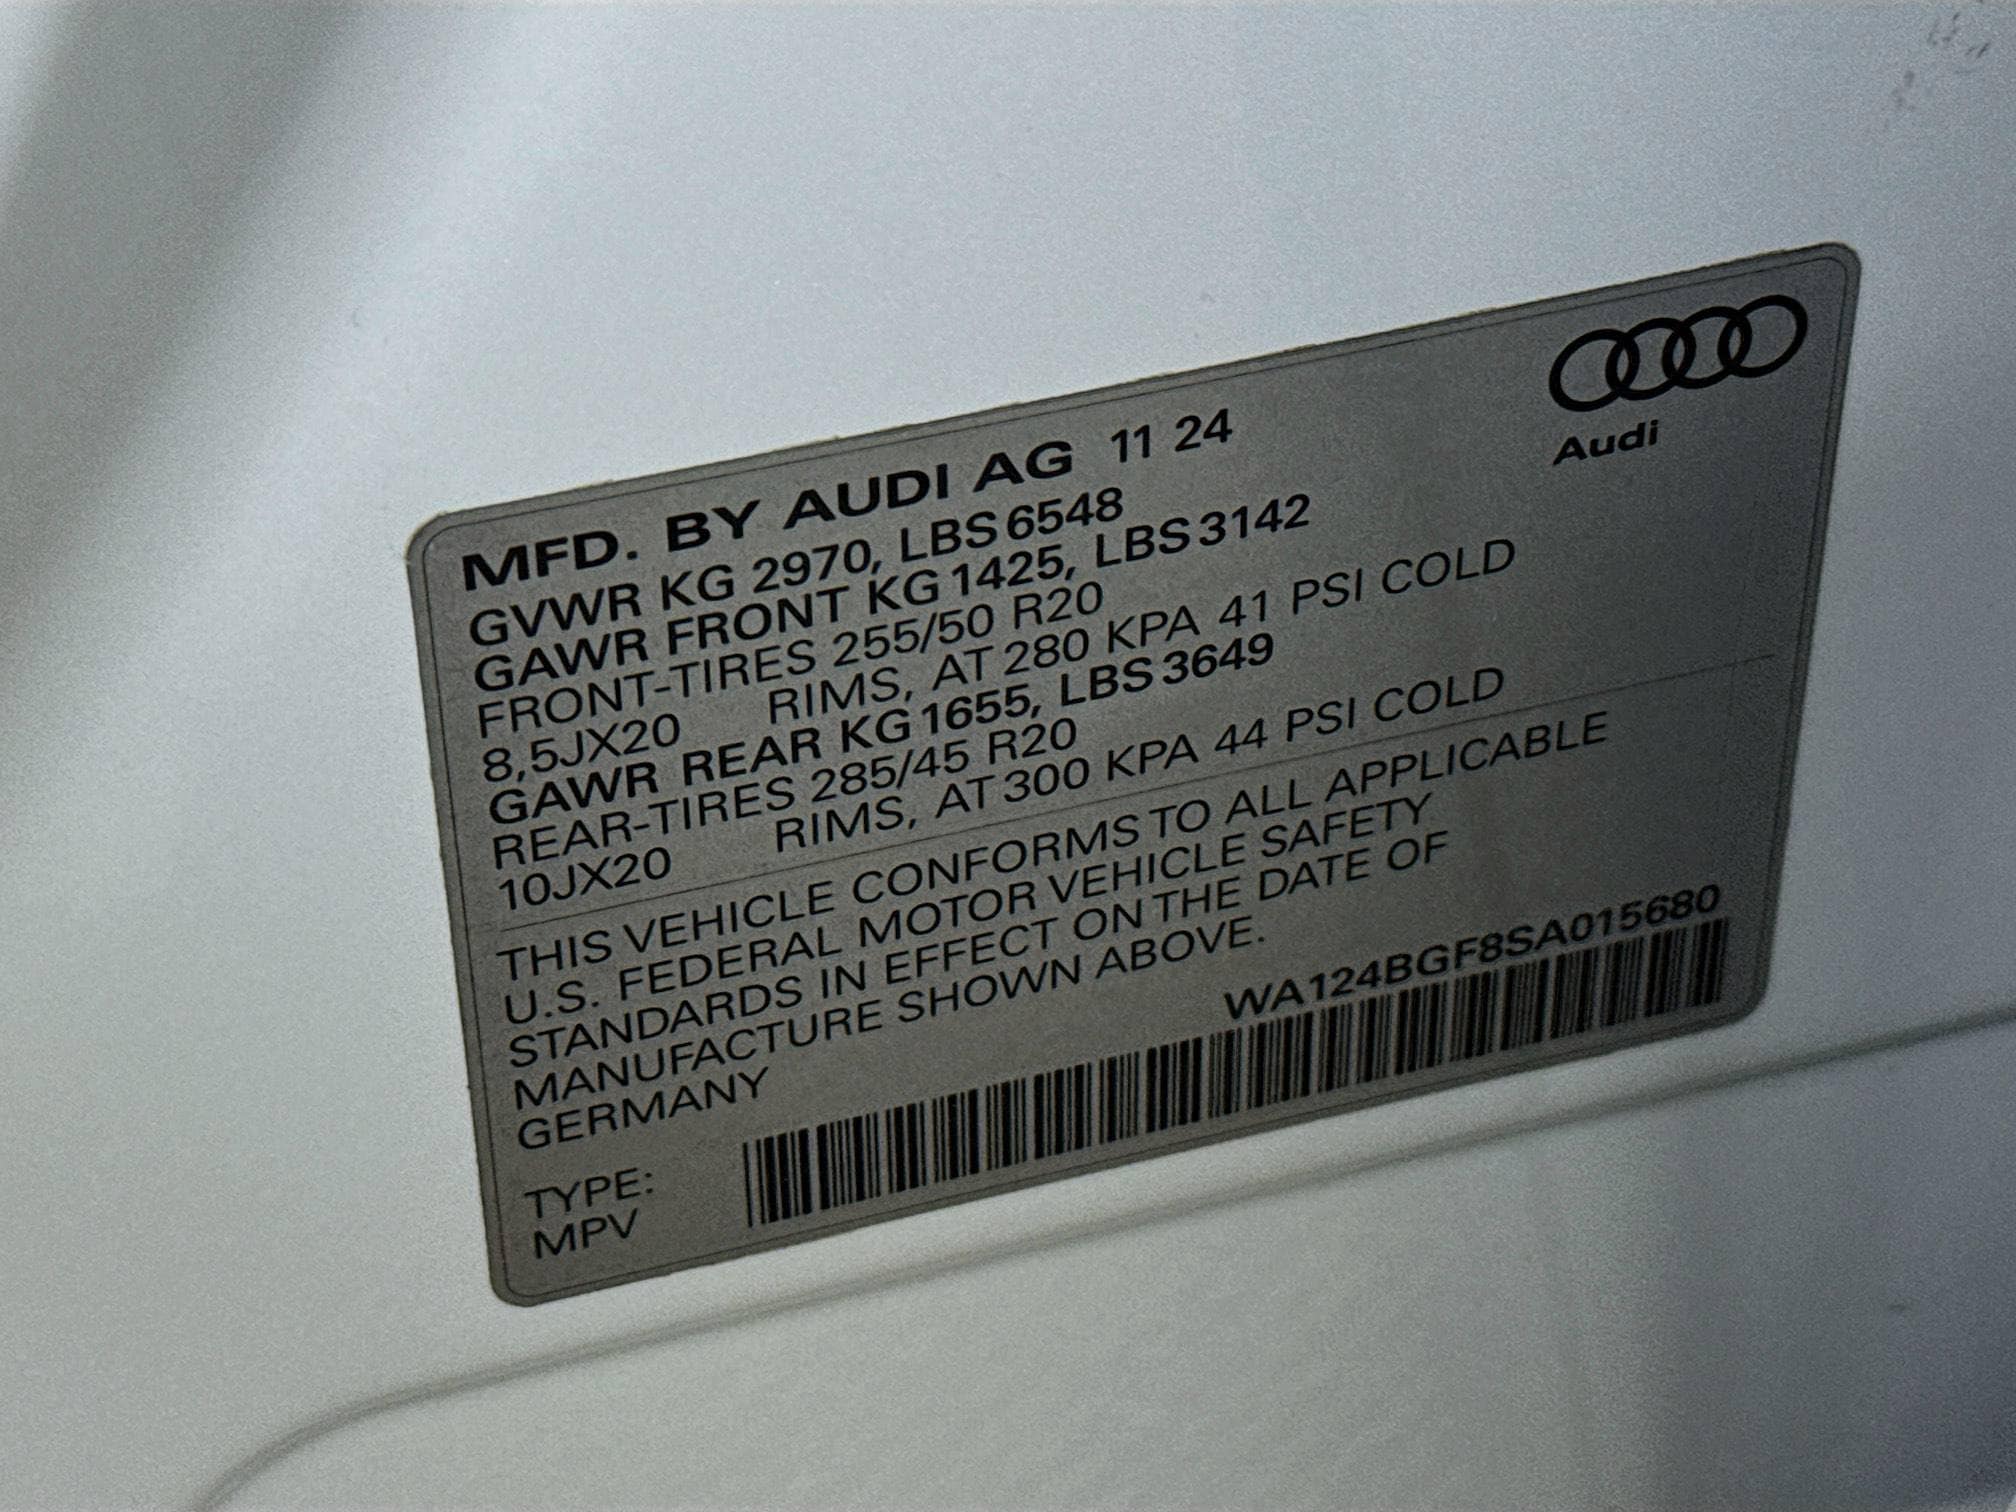 Audi
MFD. BY AUDI AG 11 24
GVWR KG 2970, LBS 6548
GAWR FRONT KG 1425, LBS 3142
FRONT-TIRES 255/50 R20
8,5JX20 RIMS, AT 280 KPA 41 PSI COLD
GAWR REAR KG 1655, LBS 3649
REAR-TIRES 285/45 R20
10JX20 RIMS, AT 300 KPA 44 PSI COLD
THIS VEHICLE CONFORMS TO ALL APPLICABLE
U.S. FEDERAL MOTOR VEHICLE SAFETY
STANDARDS IN EFFECT ON THE DATE OF
MANUFACTURE SHOWN ABOVE.
GERMANY
WA124BGF8SA015680
TYPE:
MPV